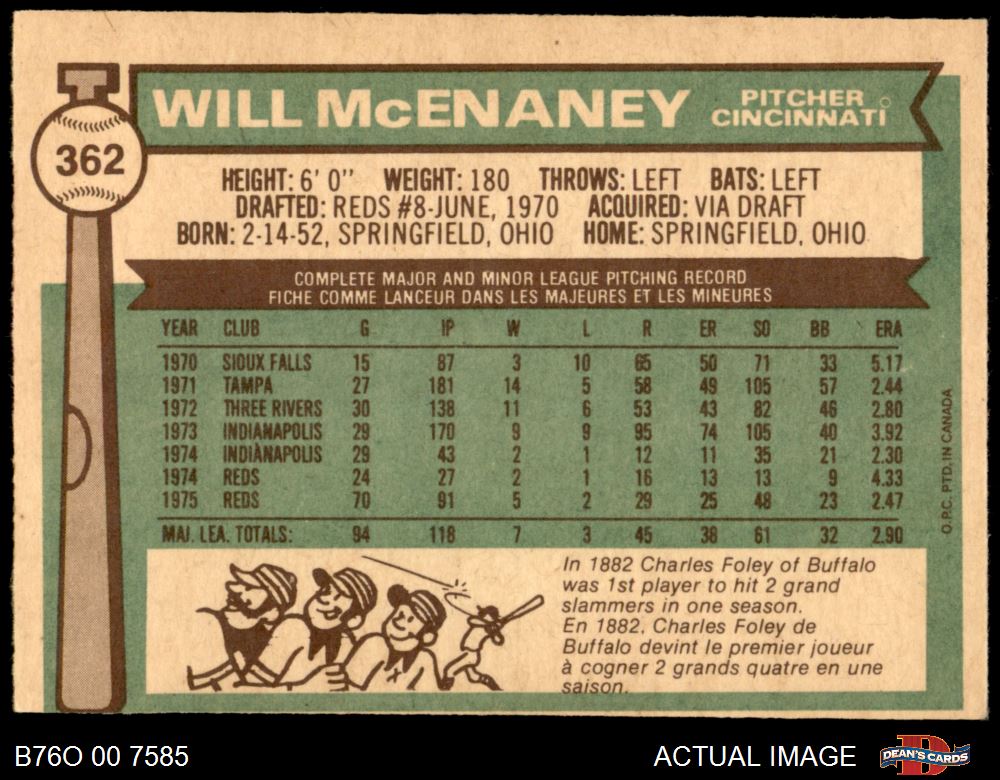 362
WILL McENANEY
PITCHER
CINCINNATI
HEIGHT: 6' 0" WEIGHT: 180 THROWS: LEFT BATS: LEFT
DRAFTED: REDS #8-JUNE, 1970 ACQUIRED: VIA DRAFT
BORN: 2-14-52, SPRINGFIELD, OHIO HOME: SPRINGFIELD, OHIO
COMPLETE MAJOR AND MINOR LEAGUE PITCHING RECORD
FICHE COMME LANCEUR DANS LES MAJEURES ET LES MINEURES
YEAR CLUB G IP W L R ER SO BB ERA
1970 SIOUX FALLS 15 87 3 10 65 50 71 33 5.17
1971 TAMPA 27 181 14 5 58 49 105 57 2.44
1972 THREE RIVERS 30 138 11 6 53 43 82 46 2.80
1973 INDIANAPOLIS 29 170 9 9 95 74 105 40 3.92
1974 INDIANAPOLIS 29 43 2 1 12 11 35 21 2.30
1974 REDS 24 27 2 1 16 13 13 9 4.33
1975 REDS 70 91 5 2 29 25 48 23 2.47
MAJ. LEA. TOTALS: 94 118 7 3 45 38 61 32 2.90
O.P.C. PTD. IN CANADA
In 1882 Charles Foley of Buffalo
was 1st player to hit 2 grand
slammers in one season.
En 1882, Charles Foley de
Buffalo devint le premier joueur
à cogner 2 grands quatre en une
saison.
B76O 00 7585
ACTUAL IMAGE
DEAN'S CARDS